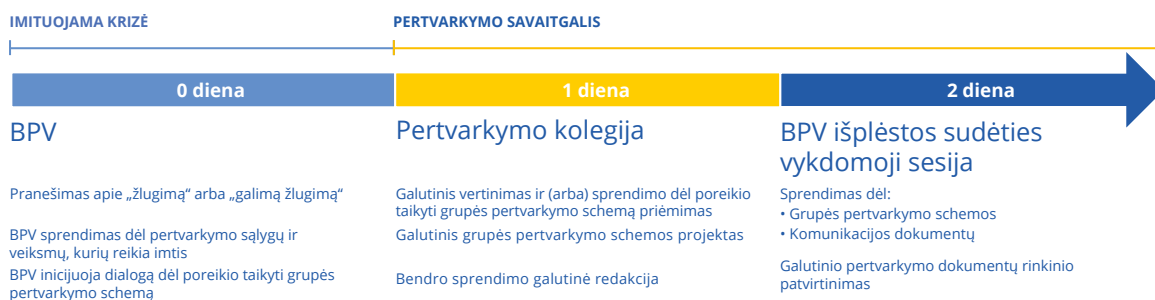 IMITUOJAMA KRIZĖ
PERTVARKYMO SAVAITGALIS
0 diena
1 diena
2 diena
BPV
Pranešimas apie „žlugimą“ arba „galimą žlugimą“
BPV sprendimas dėl pertvarkymo sąlygų ir
veiksmų, kurių reikia imtis
BPV inicijuoja dialogą dėl poreikio taikyti grupės
pertvarkymo schemą
Pertvarkymo kolegija
Galutinis vertinimas ir (arba) sprendimo dėl poreikio
taikyti grupės pertvarkymo schemą priėmimas
Galutinis grupės pertvarkymo schemos projektas
Bendro sprendimo galutinė redakcija
BPV išplėstos sudėties
vykdomoji sesija
Sprendimas dėl:
• Grupės pertvarkymo schemos
• Komunikacijos dokumentų
Galutinio pertvarkymo dokumentų rinkinio
patvirtinimas